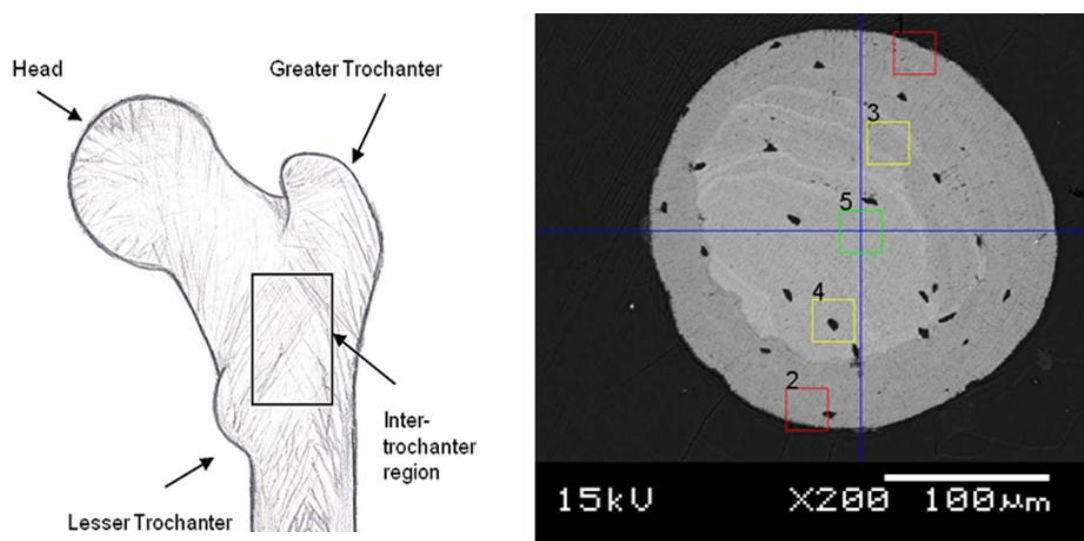 Head
Greater Trochanter
Inter-
trochanter
region
Lesser Trochanter
1
3
5
4
2
15kV X200 100μm